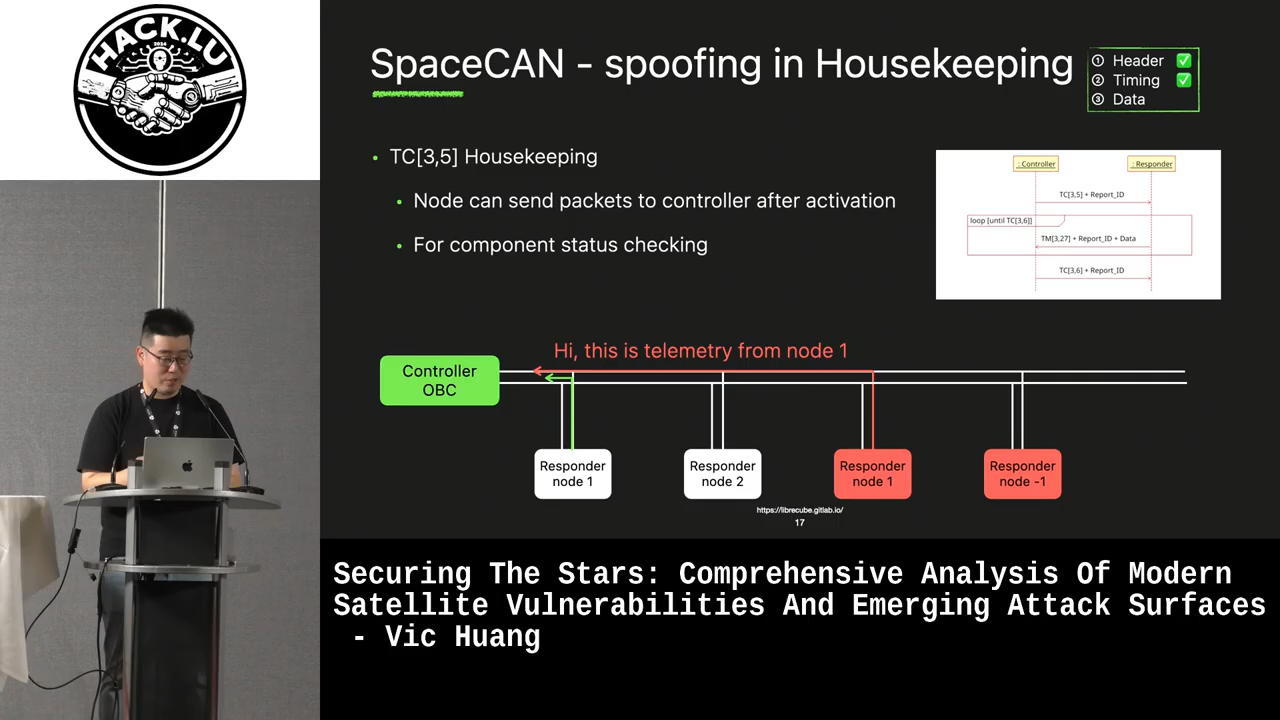 HACK.LU
2024
SpaceCAN - spoofing in Housekeeping
① Header ✅
② Timing ✅
③ Data
• TC[3,5] Housekeeping
• Node can send packets to controller after activation
• For component status checking
: Controller
: Responder
TC[3,5] + Report_ID
loop [until TC[3,6]]
TM[3,27] + Report_ID + Data
TC[3,6] + Report_ID
Hi, this is telemetry from node 1
Controller
OBC
Responder
node 1
Responder
node 2
Responder
node 1
Responder
node -1
https://librecube.gitlab.io/
17
Securing The Stars: Comprehensive Analysis Of Modern
Satellite Vulnerabilities And Emerging Attack Surfaces
- Vic Huang